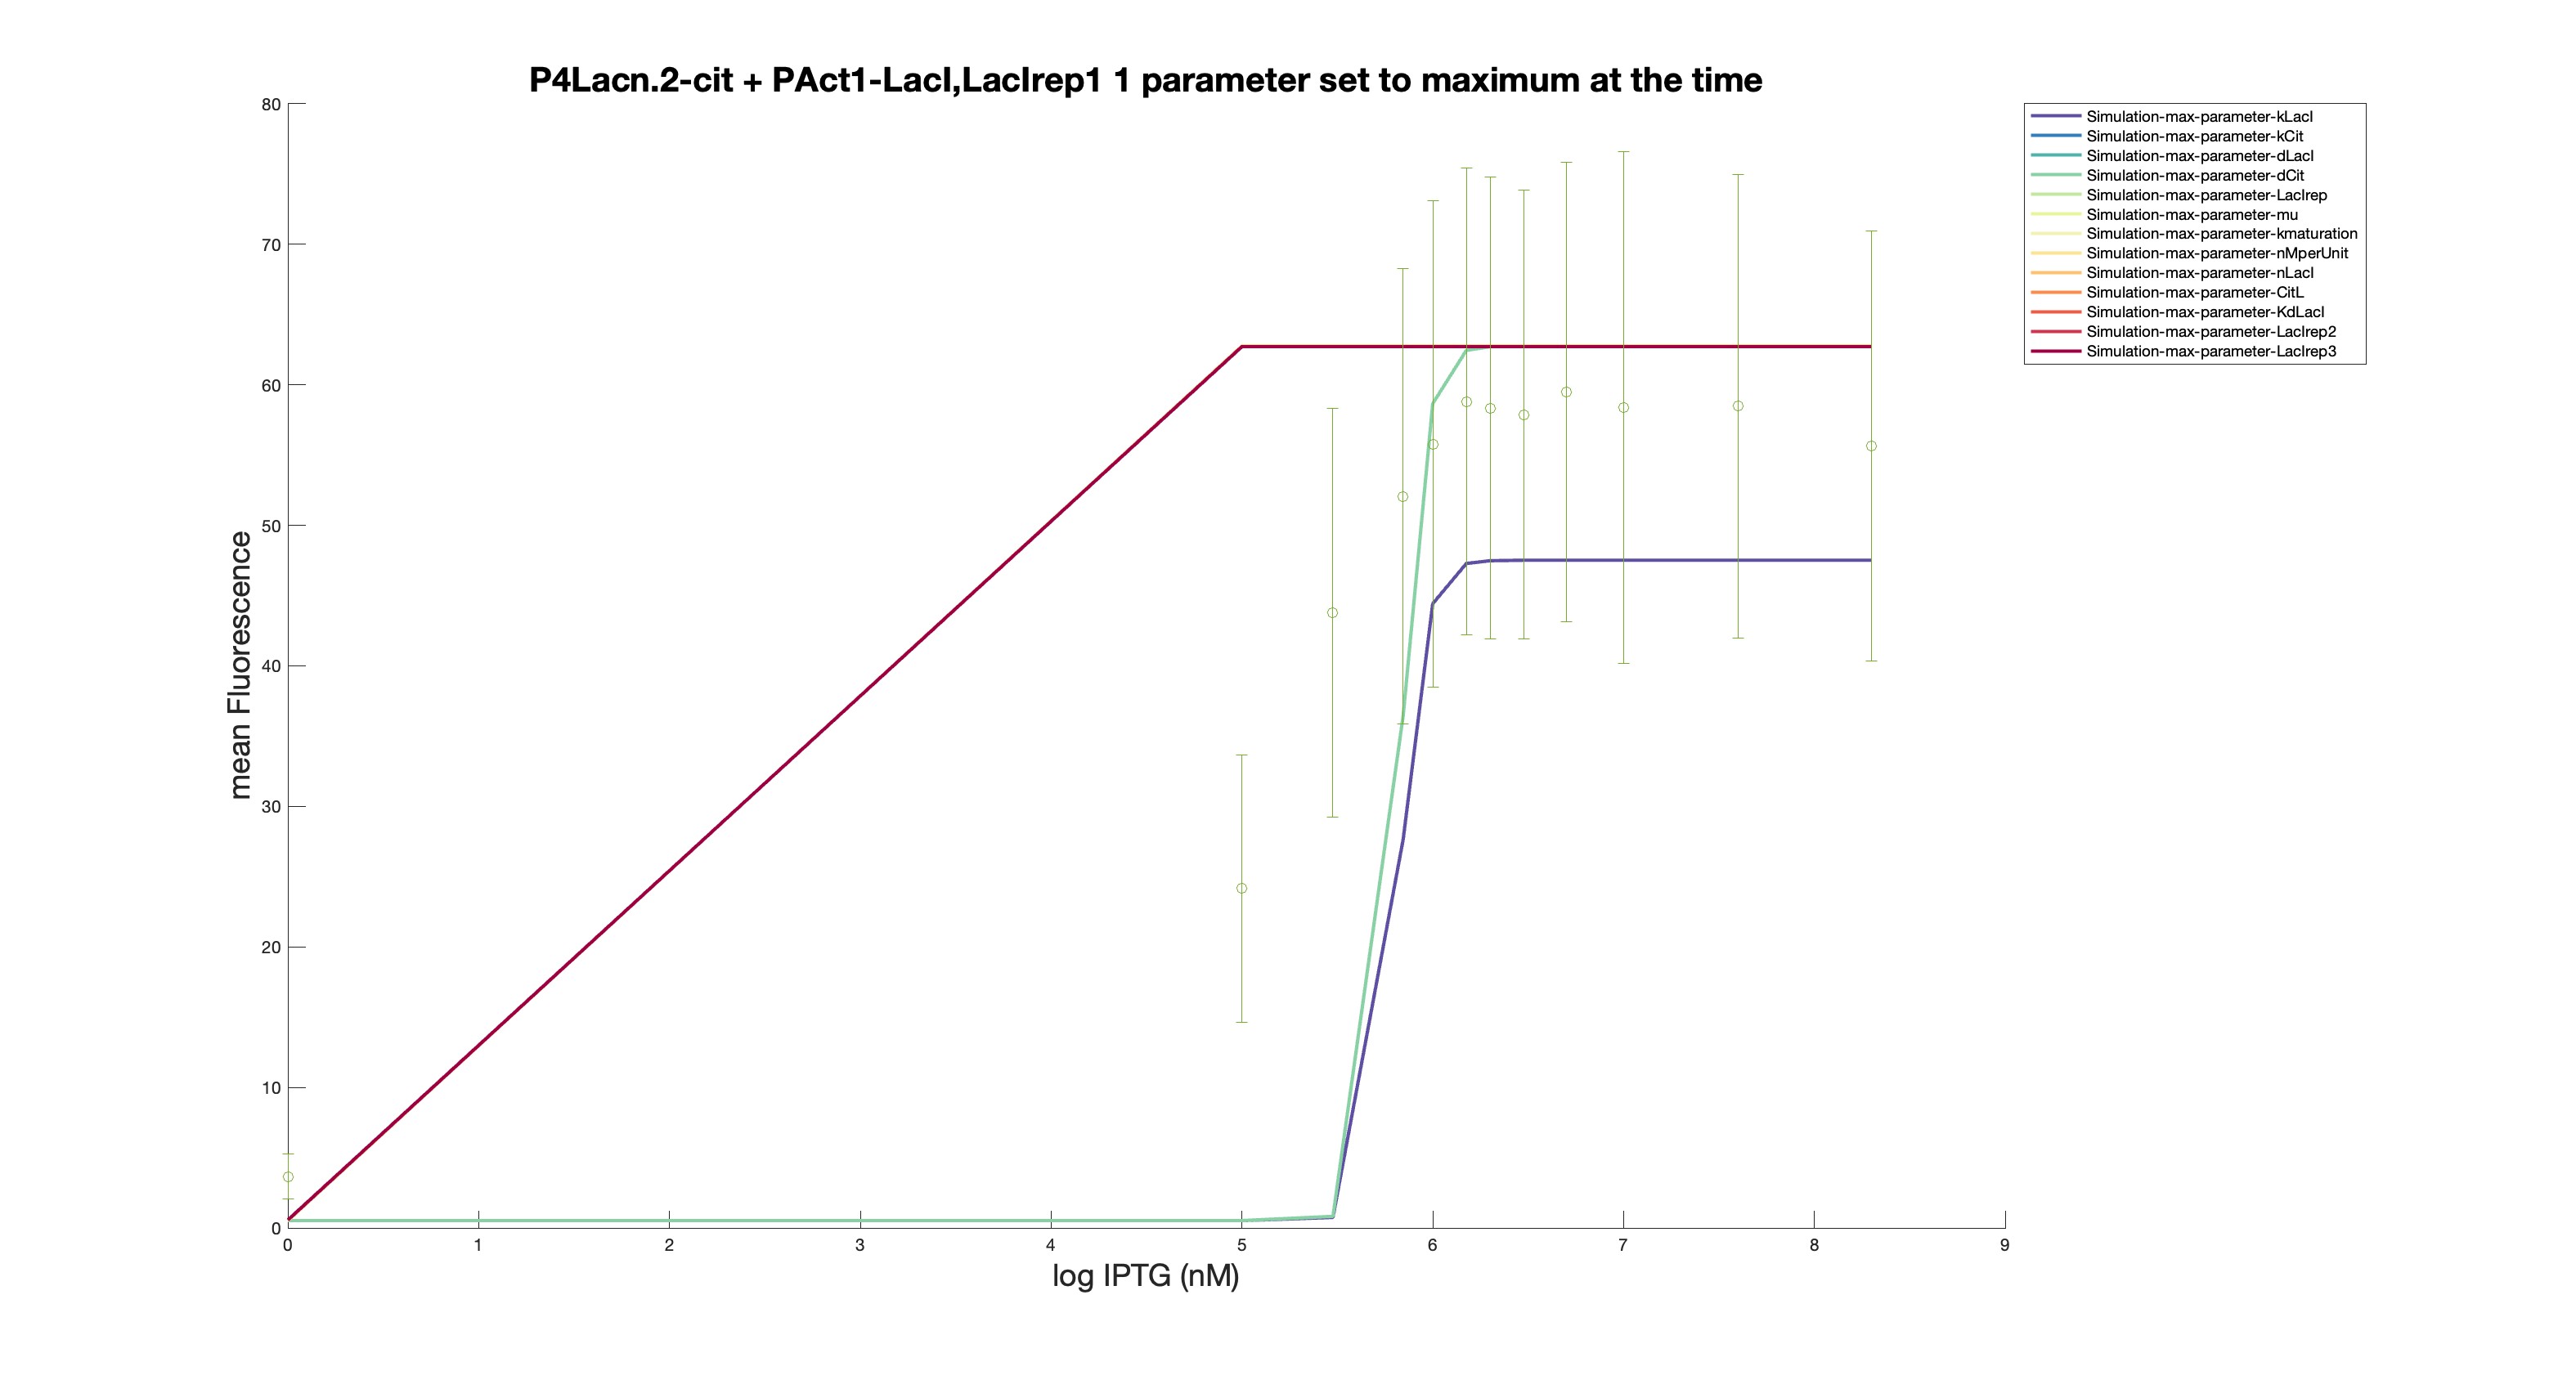 P4Lacn.2-cit + PAct1-LacI,LacIrep1 1 parameter set to maximum at the time
80
70
60
50
40
30
20
10
0
mean Fluorescence
0 1 2 3 4 5 6 7 8 9
log IPTG (nM)
Simulation-max-parameter-kLacI
Simulation-max-parameter-kCit
Simulation-max-parameter-dLacI
Simulation-max-parameter-dCit
Simulation-max-parameter-LacIrep
Simulation-max-parameter-mu
Simulation-max-parameter-kmaturation
Simulation-max-parameter-nMperUnit
Simulation-max-parameter-nLacI
Simulation-max-parameter-CitL
Simulation-max-parameter-KdLacI
Simulation-max-parameter-LacIrep2
Simulation-max-parameter-LacIrep3